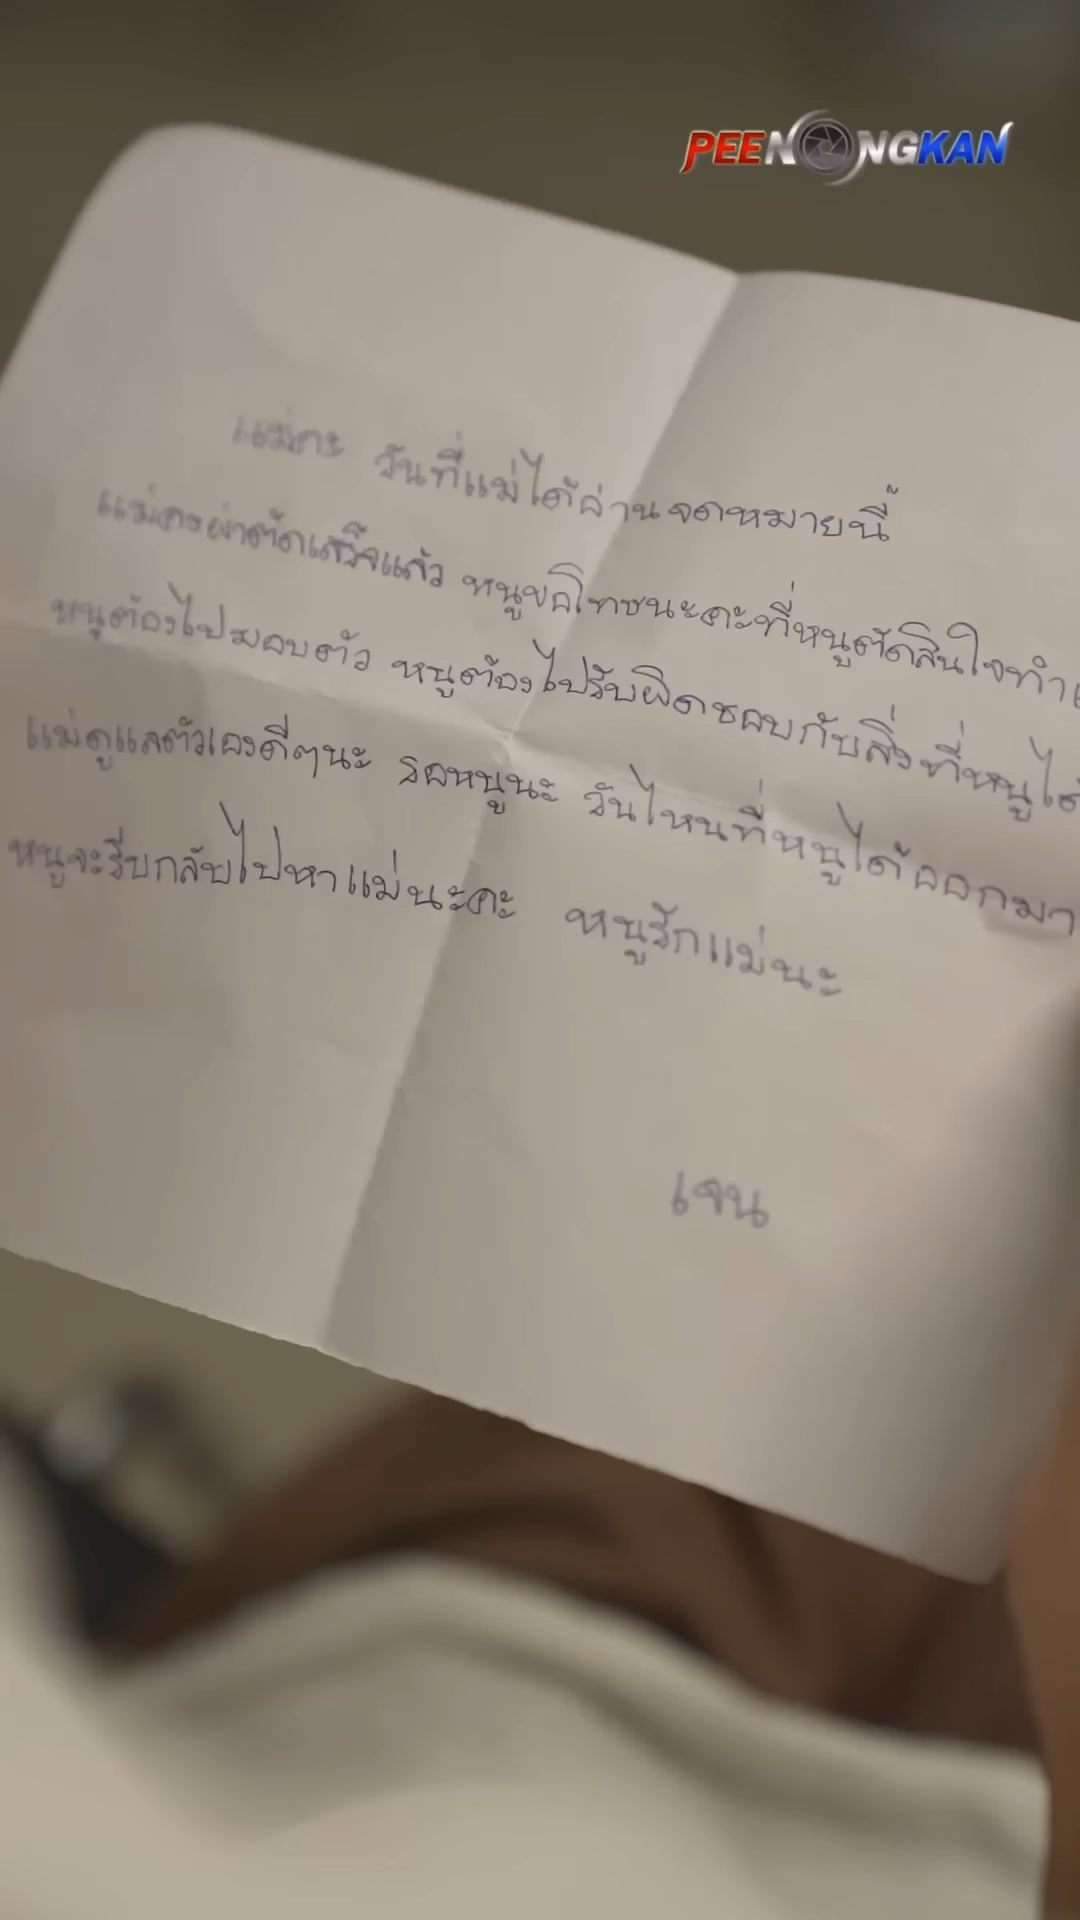 PEENONGKAN
แม่คะ วันที่แม่ได้อ่านจดหมายนี้
แม่คงผ่าตัดเสร็จแล้ว หนูขอโทษนะคะที่หนูตัดสินใจทำ
หนูต้องไปมอบตัว หนูต้องไปรับผิดชอบกับสิ่งที่หนูได้
แม่ดูแลตัวเองดีๆนะ รอหนูนะ วันไหนที่หนูได้ออกมา
หนูจะรีบกลับไปหาแม่นะคะ หนูรักแม่นะ
เจน